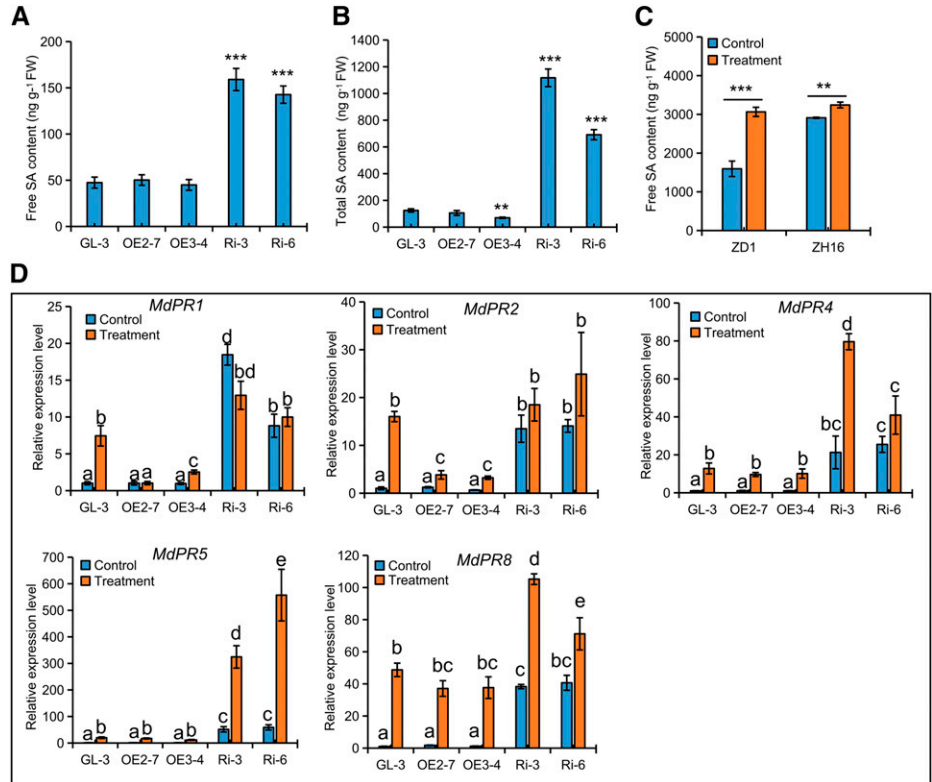 A
Free SA content (ng g⁻¹ FW)
200
150
100
50
0
***
***
GL-3 OE2-7 OE3-4 Ri-3 Ri-6
B
Total SA content (ng g⁻¹ FW)
1400
1200
1000
800
600
400
200
0
**
***
***
GL-3 OE2-7 OE3-4 Ri-3 Ri-6
C
Free SA content (ng g⁻¹ FW)
5000
4000
3000
2000
1000
0
Control
Treatment
***
**
ZD1 ZH16
D
MdPR1
Relative expression level
25
20
15
10
5
0
Control
Treatment
a b a a a c d bd b b
GL-3 OE2-7 OE3-4 Ri-3 Ri-6
MdPR2
Relative expression level
40
30
20
10
0
Control
Treatment
a b a c a c b b b b
GL-3 OE2-7 OE3-4 Ri-3 Ri-6
MdPR4
Relative expression level
100
80
60
40
20
0
Control
Treatment
a b a b a b bc d c c
GL-3 OE2-7 OE3-4 Ri-3 Ri-6
MdPR5
Relative expression level
700
600
500
400
300
200
100
0
Control
Treatment
a b a b a b c d c e
GL-3 OE2-7 OE3-4 Ri-3 Ri-6
MdPR8
Relative expression level
120
100
80
60
40
20
0
Control
Treatment
a b a bc a bc c d bc e
GL-3 OE2-7 OE3-4 Ri-3 Ri-6